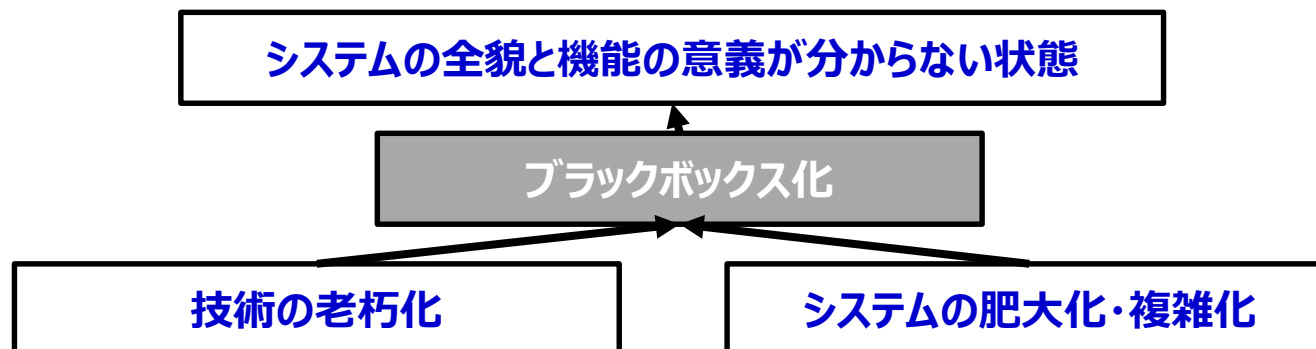 システムの全貌と機能の意義が分からない状態
ブラックボックス化
技術の老朽化
システムの肥大化・複雑化